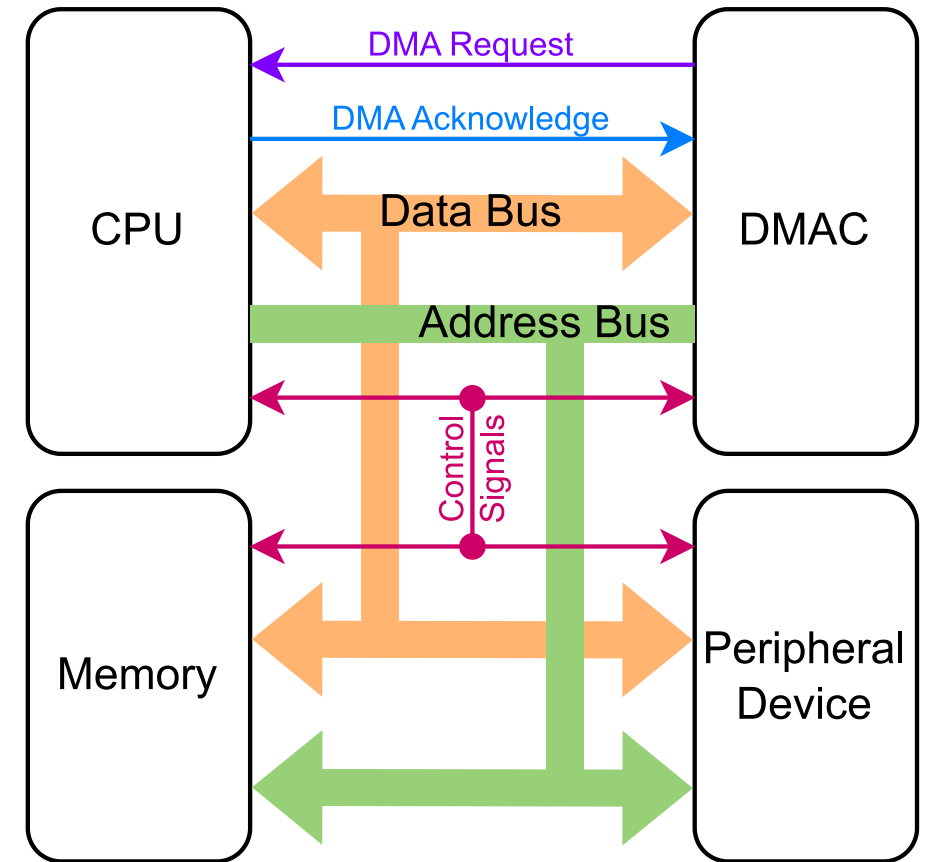 DMA Request
DMA Acknowledge
CPU
Data Bus
DMAC
Address Bus
Control
Signals
Memory
Peripheral
Device